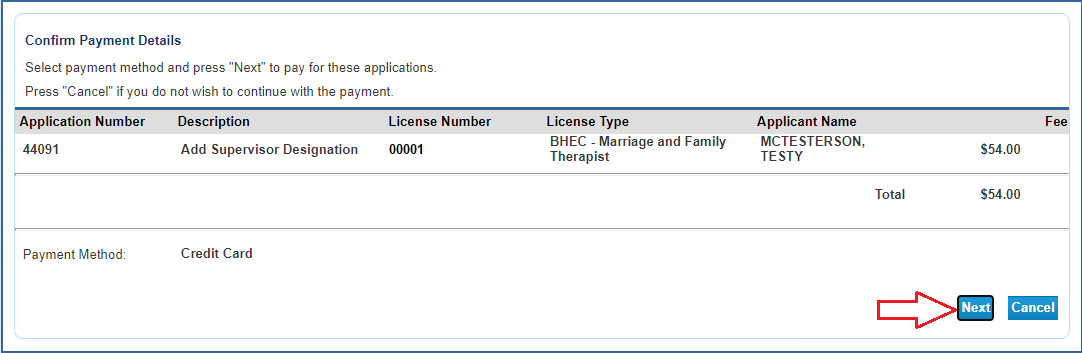 Confirm Payment Details
Select payment method and press "Next" to pay for these applications.
Press "Cancel" if you do not wish to continue with the payment.
Application Number Description License Number License Type Applicant Name Fee
44091 Add Supervisor Designation 00001 BHEC - Marriage and Family MCTESTERSON, $54.00
Therapist TESTY
Total $54.00
Payment Method: Credit Card
Next Cancel